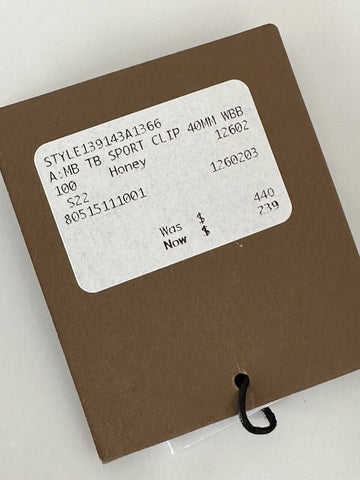 STYLE139143A1366
A:MB TB SPORT CLIP 40MM WBB
100 Honey 12602
S22 1260203
80515111001
Was $ 440
Now $ 239